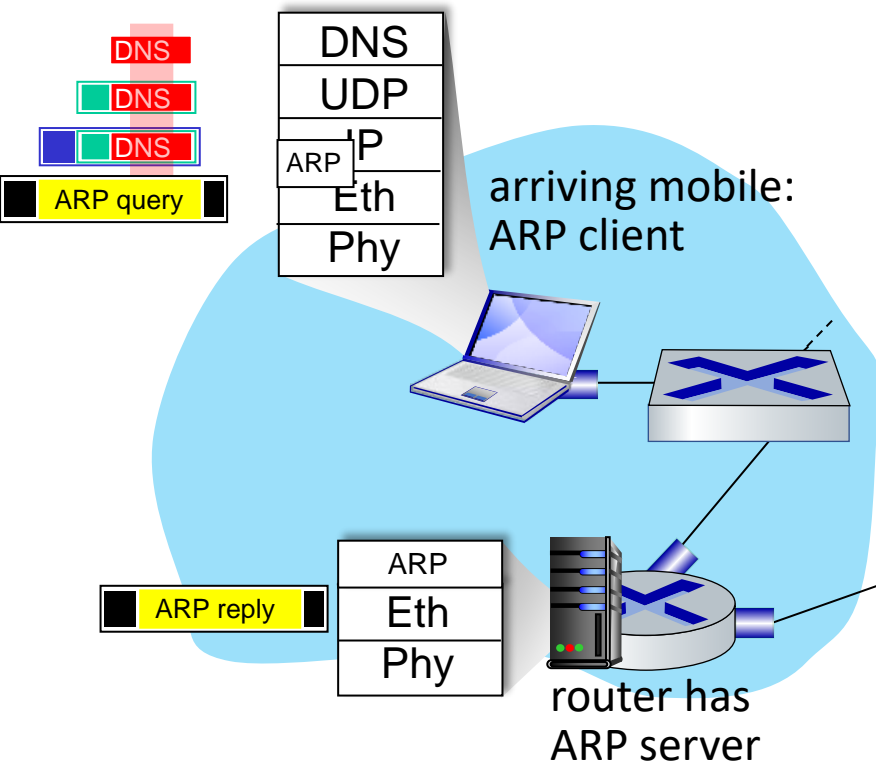 DNS
DNS
DNS
ARP query
DNS
UDP
IP
ARP
Eth
Phy
arriving mobile:
ARP client
ARP reply
ARP
Eth
Phy
router has
ARP server